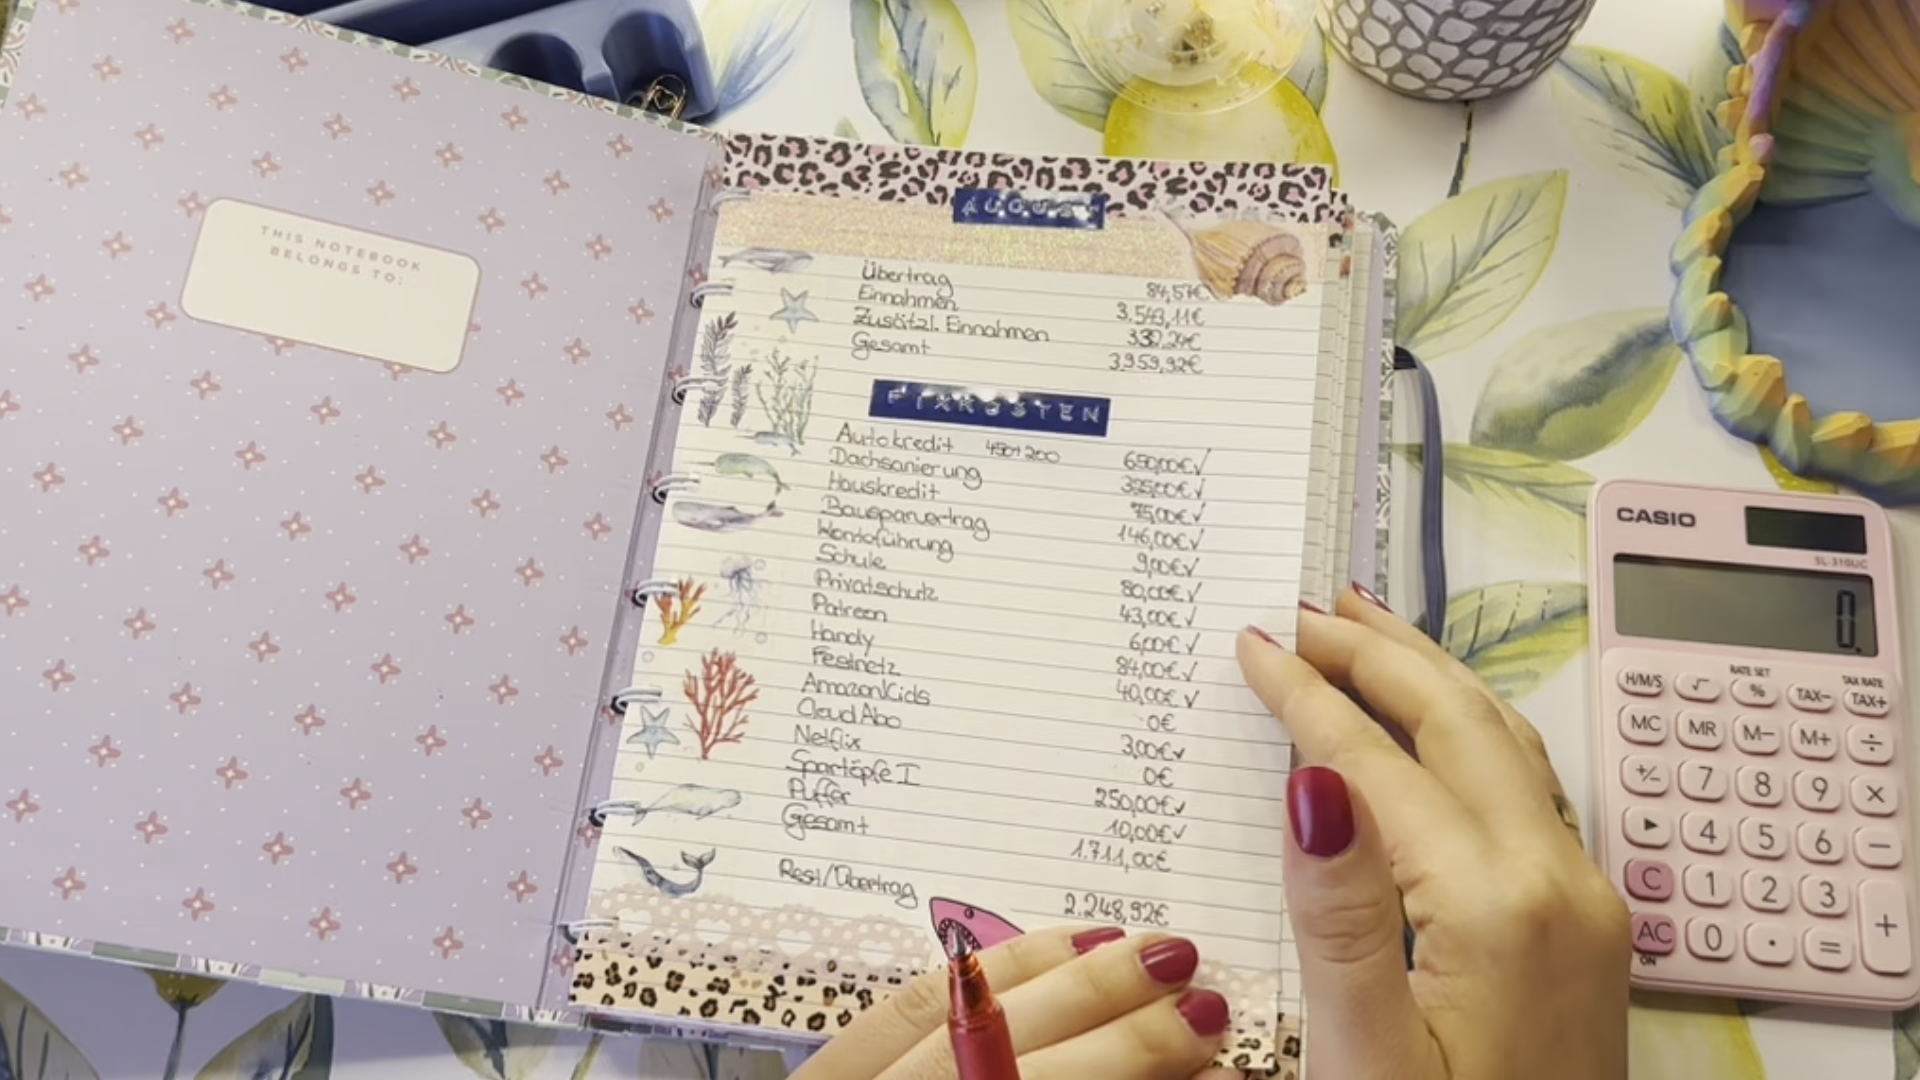 THIS NOTEBOOK
BELONGS TO:
AUGUST
Übertrag 84,57€
Einnahmen 3.543,11€
Zusätzl. Einnahmen 332,24€
Gesamt 3.959,92€
FIXKOSTEN
Autokredit 450+200 650,00€✓
Dachsanierung 325,00€✓
Hauskredit 75,00€✓
Bausparvertrag 146,00€✓
Kontoführung 9,00€✓
Schule 80,00€✓
Privatschutz 43,00€✓
Patreon 6,00€✓
Handy 84,00€✓
Festnetz 40,00€✓
Amazon Kids 0€
Cloud Abo 3,00€✓
Netflix 0€
Spartöpfe I 250,00€✓
Puffer 10,00€✓
Gesamt 1.711,00€
Rest/Übertrag 2.248,92€
CASIO
SL-310UC
0.
RATE SET TAX RATE
H/M/S √ % TAX- TAX+
MC MR M- M+ ÷
+/- 7 8 9 ×
▶ 4 5 6 -
C 1 2 3 +
AC 0 . =
ON